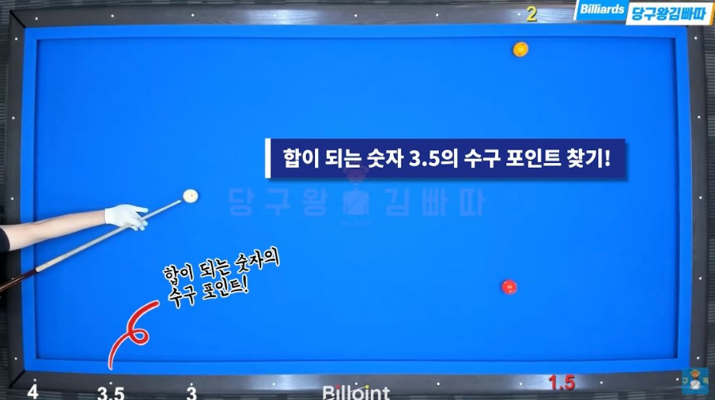 2
Billiards 당구왕김빠따
합이 되는 숫자 3.5의 수구 포인트 찾기!
당구왕 김빠따
합이 되는 숫자의
수구 포인트!
4 3.5 3 Billoint 1.5